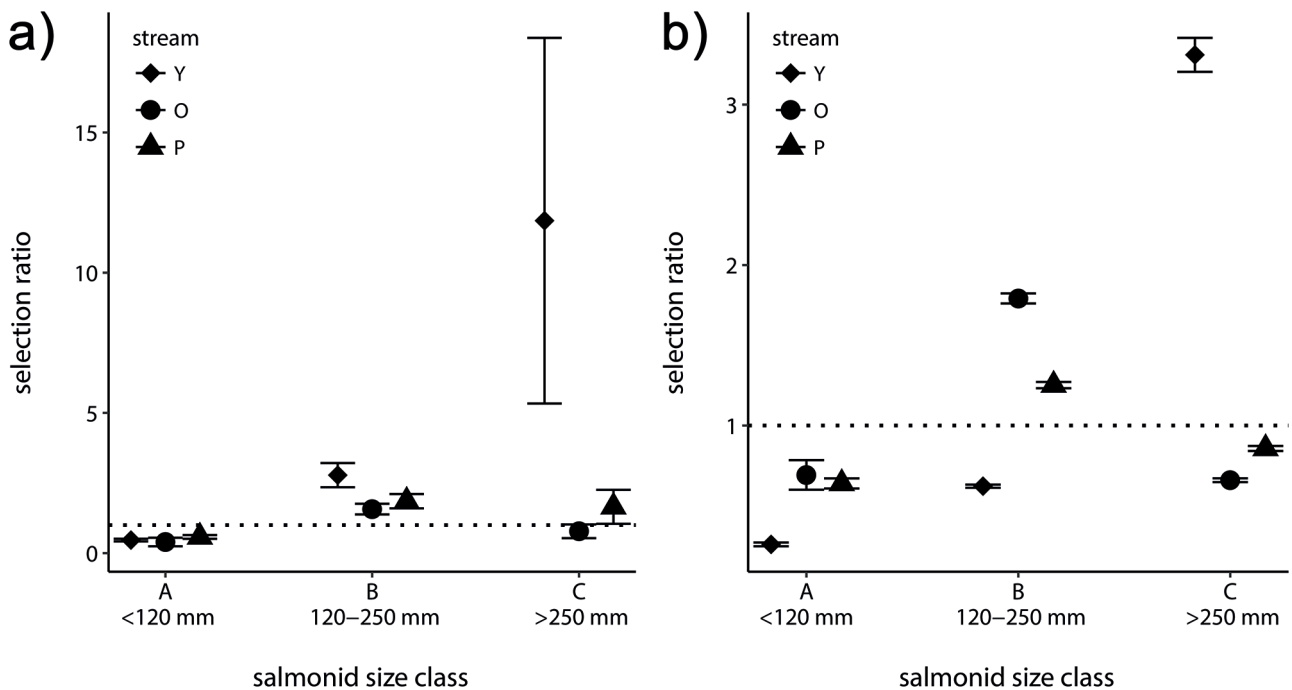 a)
stream
Y
O
P
15
10
5
0
selection ratio
A
<120 mm
B
120–250 mm
C
>250 mm
salmonid size class
b)
stream
Y
O
P
3
2
1
selection ratio
A
<120 mm
B
120–250 mm
C
>250 mm
salmonid size class